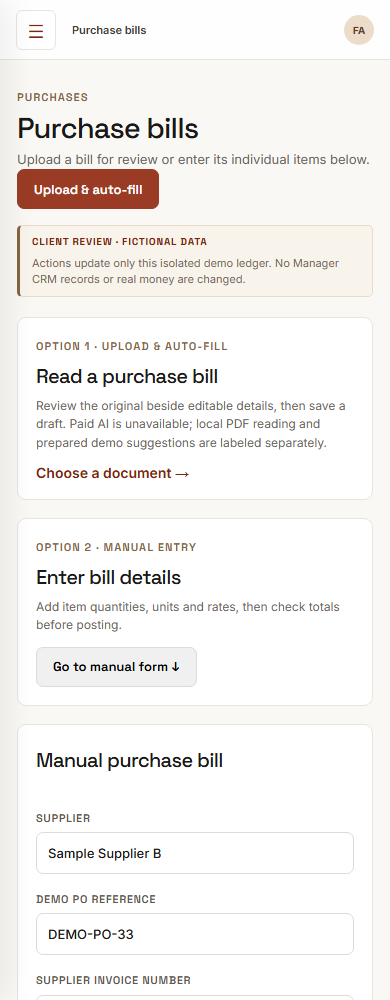 ☰ Purchase bills FA
PURCHASES
Purchase bills
Upload a bill for review or enter its individual items below.
Upload & auto-fill
CLIENT REVIEW · FICTIONAL DATA
Actions update only this isolated demo ledger. No Manager
CRM records or real money are changed.
OPTION 1 · UPLOAD & AUTO-FILL
Read a purchase bill
Review the original beside editable details, then save a
draft. Paid AI is unavailable; local PDF reading and
prepared demo suggestions are labeled separately.
Choose a document →
OPTION 2 · MANUAL ENTRY
Enter bill details
Add item quantities, units and rates, then check totals
before posting.
Go to manual form ↓
Manual purchase bill
SUPPLIER
Sample Supplier B
DEMO PO REFERENCE
DEMO-PO-33
SUPPLIER INVOICE NUMBER